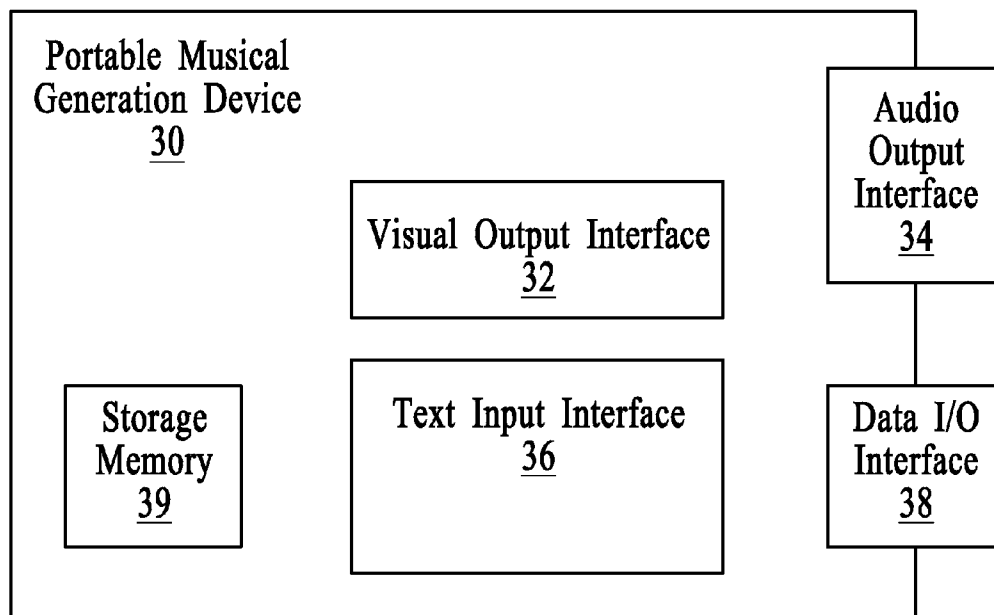 Portable Musical
Generation Device
30
Audio
Output
Interface
34
Visual Output Interface
32
Storage
Memory
39
Text Input Interface
36
Data I/O
Interface
38